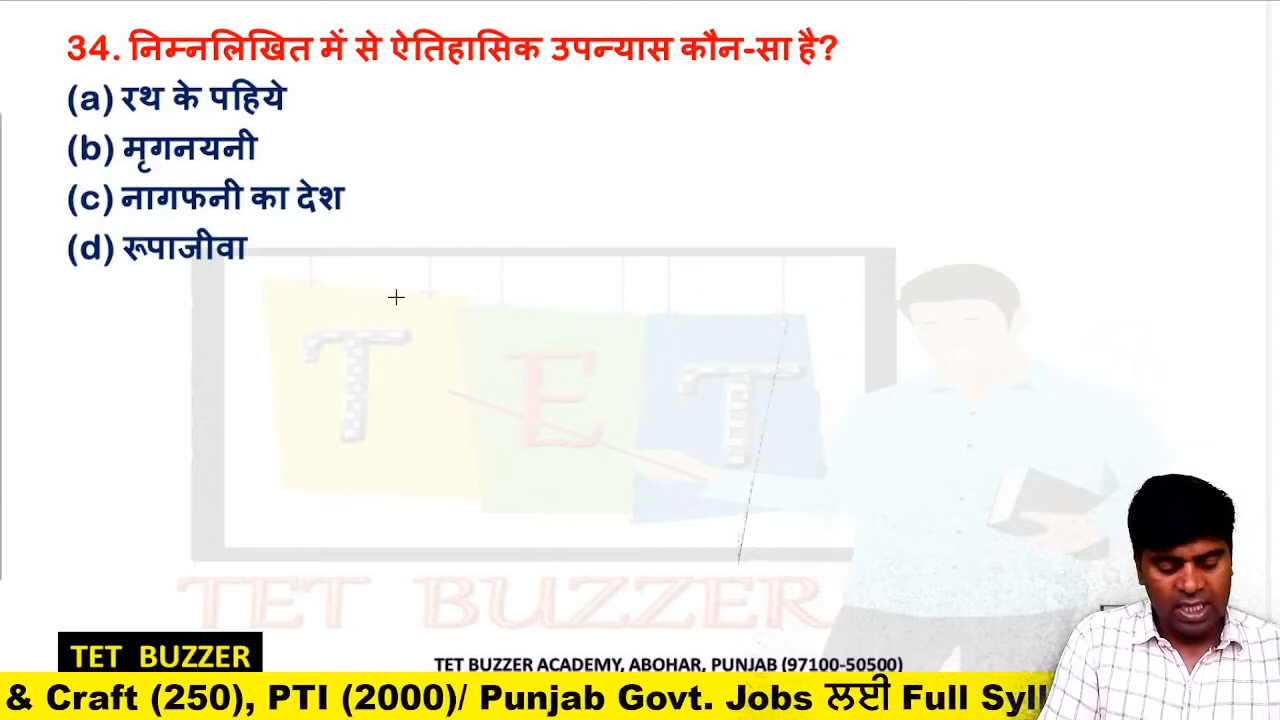 34. निम्नलिखित में से ऐतिहासिक उपन्यास कौन-सा है?
(a) रथ के पहिये
(b) मृगनयनी
(c) नागफनी का देश
(d) रूपाजीवा
T E T
TET BUZZER
TET BUZZER
TET BUZZER ACADEMY, ABOHAR, PUNJAB (97100-50500)
& Craft (250), PTI (2000)/ Punjab Govt. Jobs ਲਈ Full Syll